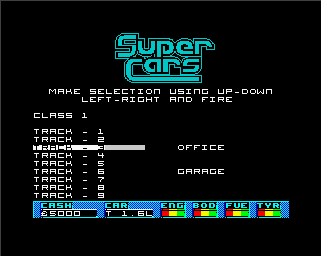 Super
Cars
MAKE SELECTION USING UP-DOWN
LEFT-RIGHT AND FIRE
CLASS 1
TRACK - 1
TRACK - 2
TRACK - 3 OFFICE
TRACK - 4
TRACK - 5
TRACK - 6 GARAGE
TRACK - 7
TRACK - 8
TRACK - 9
CASH CAR ENG BOD FUE TYR
£5000 T 1.6L